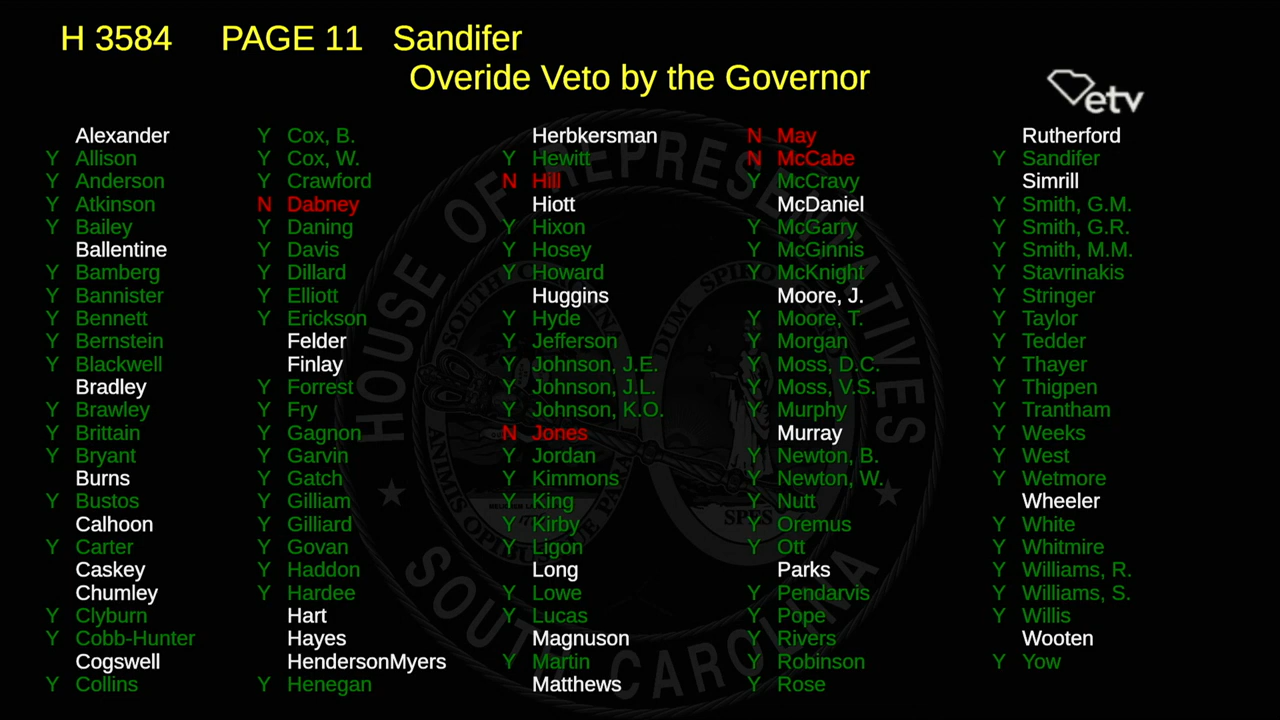 H 3584 PAGE 11 Sandifer
Overide Veto by the Governor
etv
Alexander
Y Allison
Y Anderson
Y Atkinson
Y Bailey
Ballentine
Y Bamberg
Y Bannister
Y Bennett
Y Bernstein
Y Blackwell
Bradley
Y Brawley
Y Brittain
Y Bryant
Burns
Y Bustos
Calhoon
Y Carter
Caskey
Chumley
Y Clyburn
Y Cobb-Hunter
Cogswell
Y Collins
Y Cox, B.
Y Cox, W.
Y Crawford
N Dabney
Y Daning
Y Davis
Y Dillard
Y Elliott
Y Erickson
Felder
Finlay
Y Forrest
Y Fry
Y Gagnon
Y Garvin
Y Gatch
Y Gilliam
Y Gilliard
Y Govan
Y Haddon
Y Hardee
Hart
Hayes
HendersonMyers
Y Henegan
Herbkersman
Y Hewitt
N Hill
Hiott
Y Hixon
Y Hosey
Y Howard
Huggins
Y Hyde
Y Jefferson
Y Johnson, J.E.
Y Johnson, J.L.
Y Johnson, K.O.
N Jones
Y Jordan
Y Kimmons
Y King
Y Kirby
Y Ligon
Long
Y Lowe
Y Lucas
Magnuson
Y Martin
Matthews
N May
N McCabe
Y McCravy
McDaniel
Y McGarry
Y McGinnis
Y McKnight
Moore, J.
Y Moore, T.
Y Morgan
Y Moss, D.C.
Y Moss, V.S.
Y Murphy
Murray
Y Newton, B.
Y Newton, W.
Y Nutt
Y Oremus
Y Ott
Parks
Y Pendarvis
Y Pope
Y Rivers
Y Robinson
Y Rose
Rutherford
Y Sandifer
Simrill
Y Smith, G.M.
Y Smith, G.R.
Y Smith, M.M.
Y Stavrinakis
Y Stringer
Y Taylor
Y Tedder
Y Thayer
Y Thigpen
Y Trantham
Y Weeks
Y West
Y Wetmore
Wheeler
Y White
Y Whitmire
Y Williams, R.
Y Williams, S.
Y Willis
Wooten
Y Yow
HOUSE OF REPRESENTATIVES
SOUTH CAROLINA
SPES